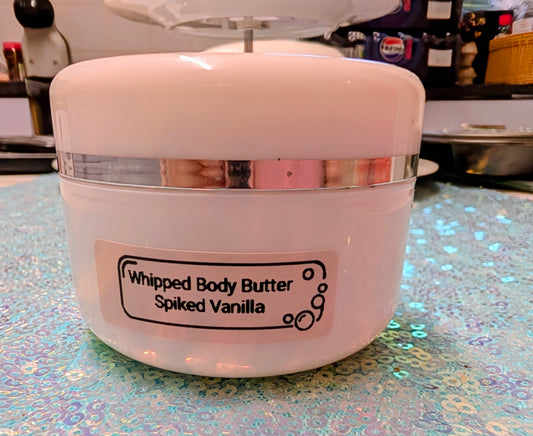 Whipped Body Butter
Spiked Vanilla